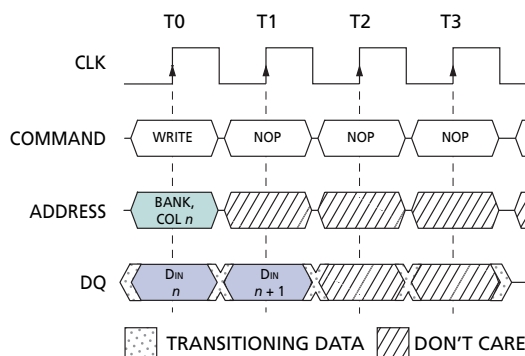 T0 T1 T2 T3
CLK
COMMAND WRITE NOP NOP NOP
ADDRESS BANK,
COL n
DQ DIN DIN
n n + 1
TRANSITIONING DATA DON'T CARE